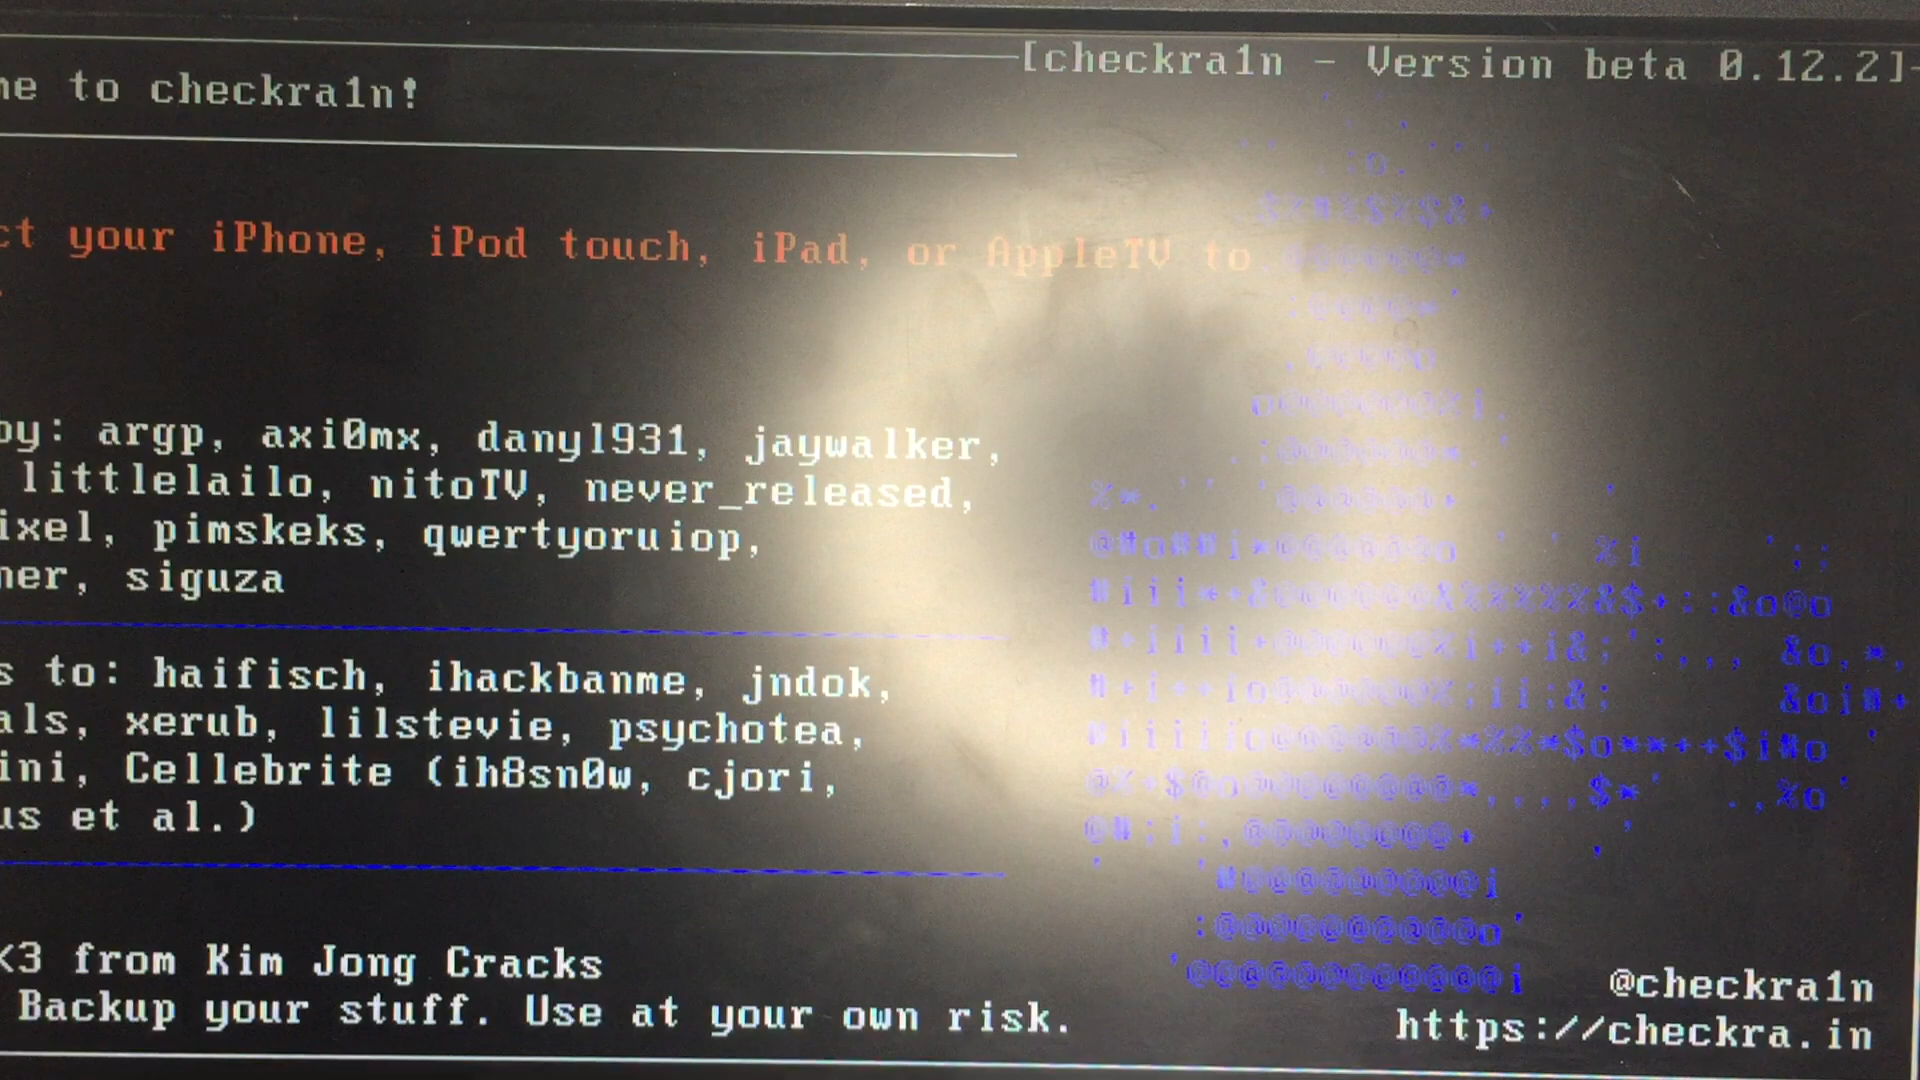 [checkra1n - Version beta 0.12.2]
to checkra1n!
your iPhone, iPod touch, iPad, or AppleTV to
by: argp, axi0mx, dany1931, jaywalker,
littlelailo, nitoTV, never_released,
ixel, pimskeks, qwertyoruiop,
ner, siguza
s to: haifisch, ihackbanme, jndok,
als, xerub, lilstevie, psychotea,
ini, Cellebrite (ih8sn0w, cjori,
us et al.)
<3 from Kim Jong Cracks
Backup your stuff. Use at your own risk.
@checkra1n
https://checkra.in